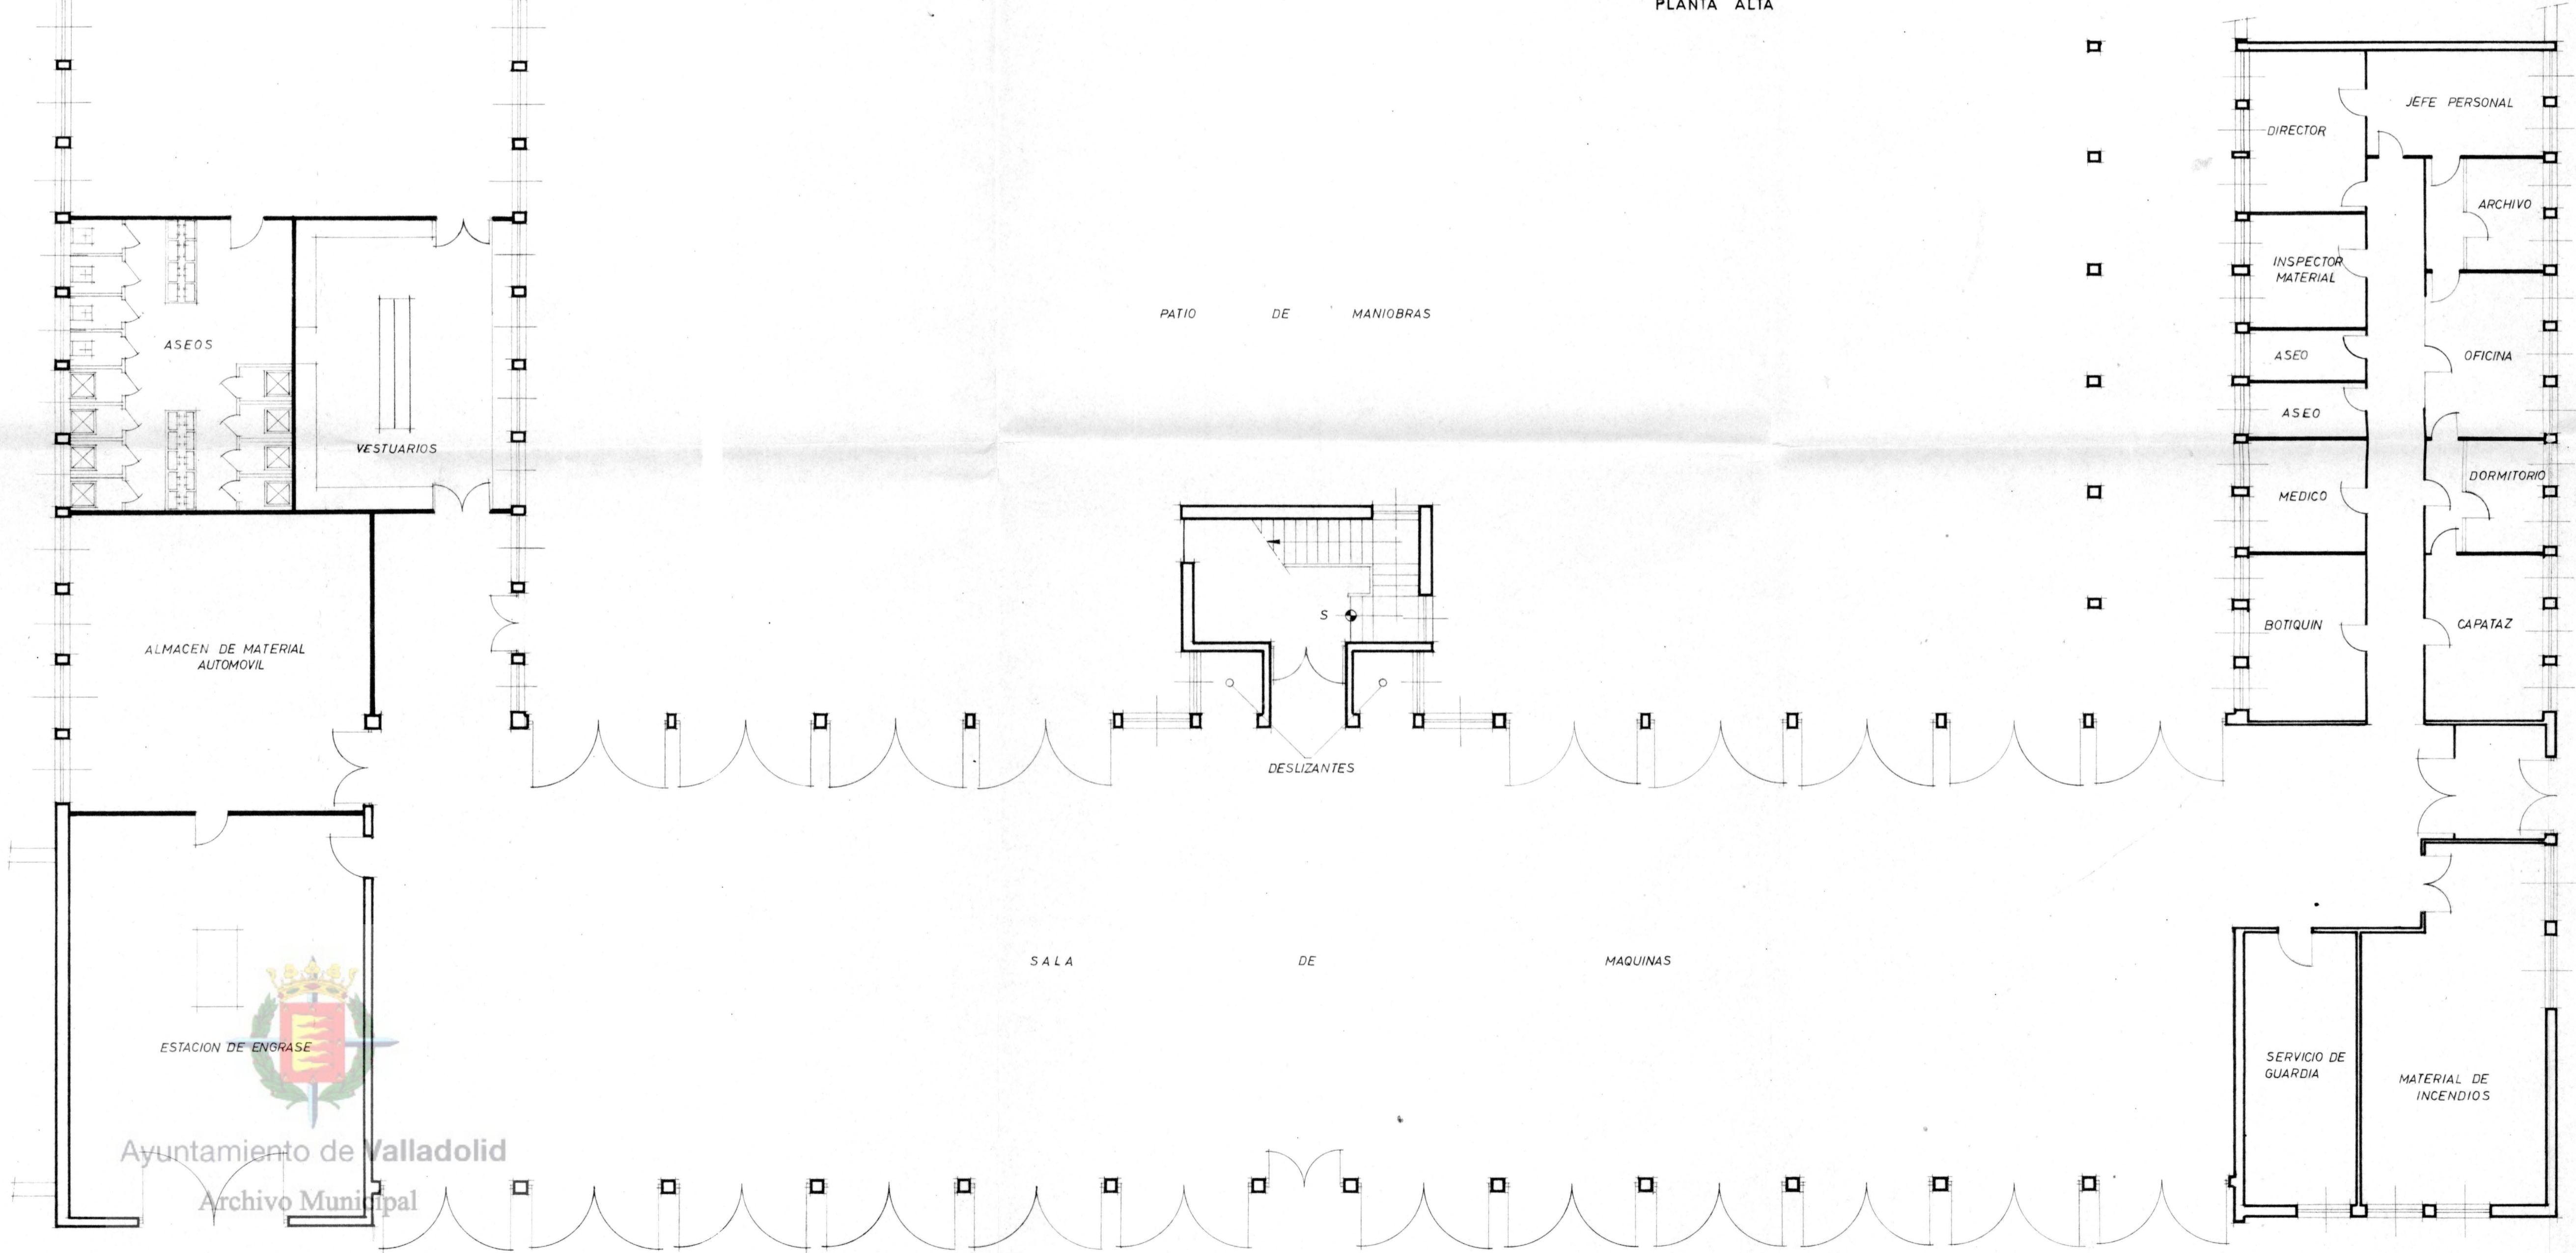 PLANTA ALTA
JEFE PERSONAL
DIRECTOR
ARCHIVO
INSPECTOR
MATERIAL
PATIO DE MANIOBRAS
ASEOS
ASEO
OFICINA
ASEO
VESTUARIOS
DORMITORIO
MEDICO
S
BOTIQUIN
CAPATAZ
ALMACEN DE MATERIAL
AUTOMOVIL
DESLIZANTES
SALA DE MAQUINAS
ESTACION DE ENGRASE
SERVICIO DE
GUARDIA
MATERIAL DE
INCENDIOS
Ayuntamiento de Valladolid
Archivo Municipal